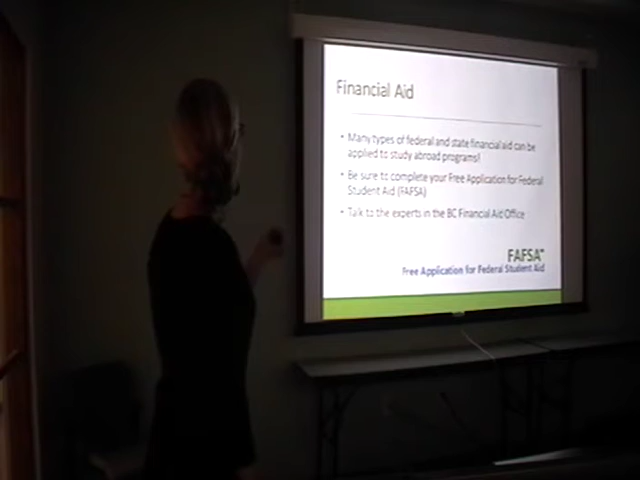 Financial Aid
• Many types of federal and state financial aid can be
applied to study abroad programs!
• Be sure to complete your Free Application for Federal
Student Aid (FAFSA)
• Talk to the experts in the BC Financial Aid Office
FAFSA℠
Free Application for Federal Student Aid